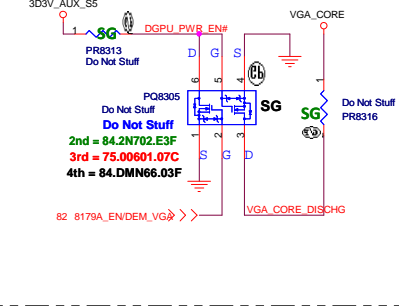 3D3V_AUX_S5
VGA_CORE
1
SG
DGPU_PWR_EN#
PR8313
Do Not Stuff
D
G
S
6
5
4
PQ8305
Do Not Stuff
Do Not Stuff
2nd = 84.2N702.E3F
3rd = 75.00601.07C
4th = 84.DMN66.03F
SG
1
2
3
S
G
D
1
SG
Do Not Stuff
PR8316
82 8179A_EN/DEM_VGA
VGA_CORE_DISCHG